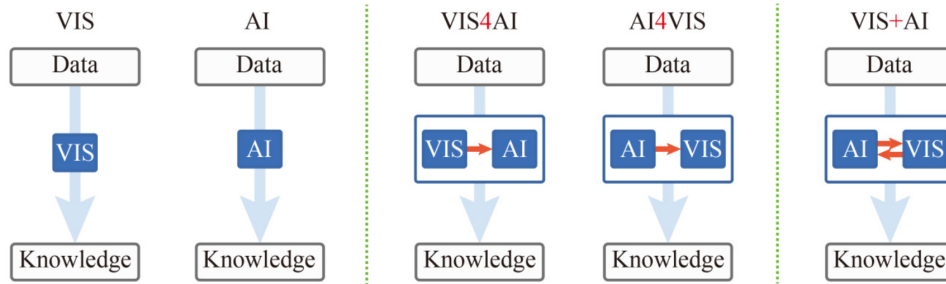 VIS
AI
VIS4AI
AI4VIS
VIS+AI
Data
Data
Data
Data
Data
VIS
AI
VIS
AI
AI
VIS
AI
VIS
Knowledge
Knowledge
Knowledge
Knowledge
Knowledge